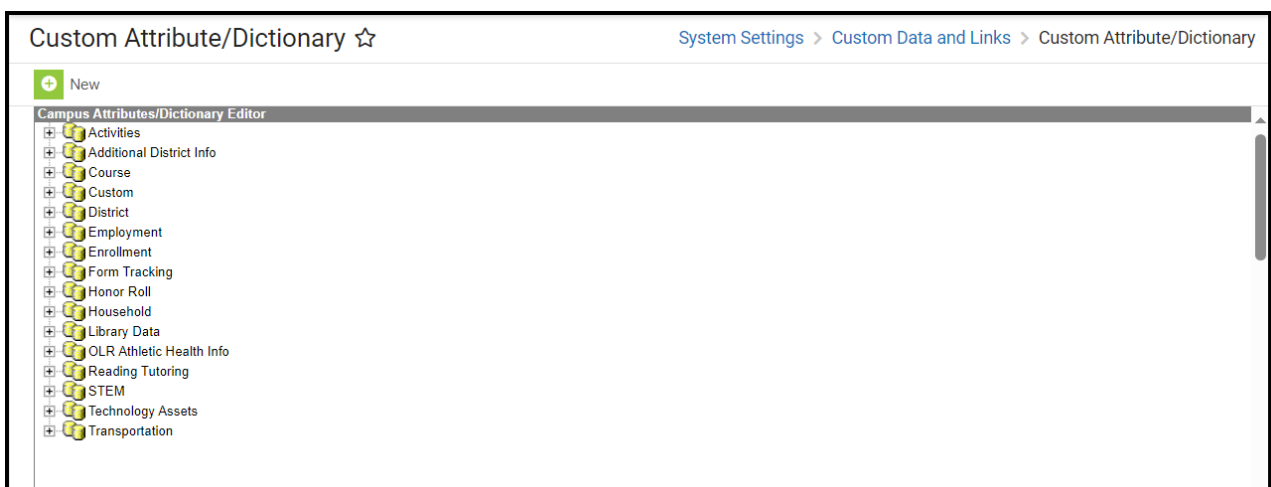 Custom Attribute/Dictionary
System Settings > Custom Data and Links > Custom Attribute/Dictionary
New
Campus Attributes/Dictionary Editor
Activities
Additional District Info
Course
Custom
District
Employment
Enrollment
Form Tracking
Honor Roll
Household
Library Data
OLR Athletic Health Info
Reading Tutoring
STEM
Technology Assets
Transportation